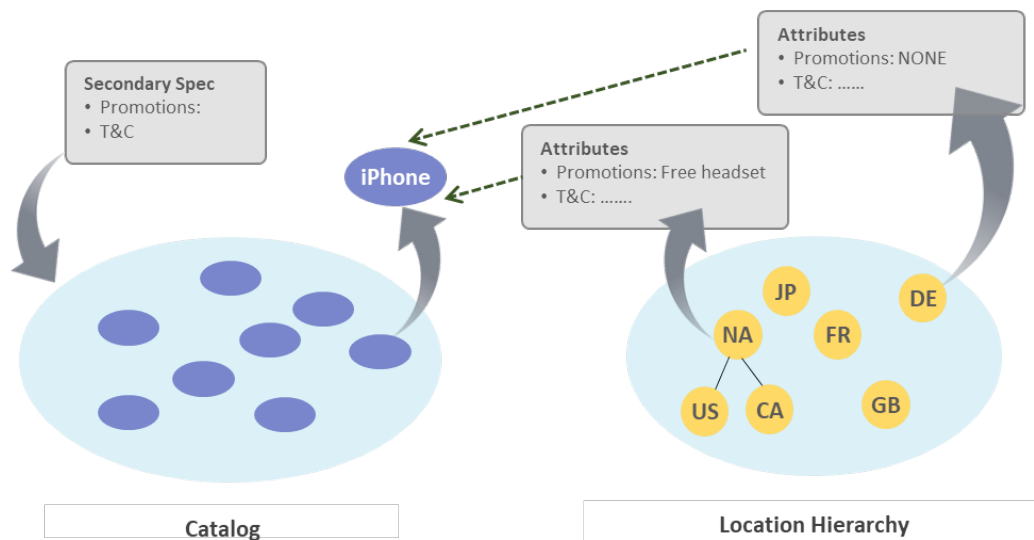 Secondary Spec
• Promotions:
• T&C
iPhone
Attributes
• Promotions: Free headset
• T&C: …….
Attributes
• Promotions: NONE
• T&C: ……
JP
DE
NA
FR
US
CA
GB
Catalog
Location Hierarchy